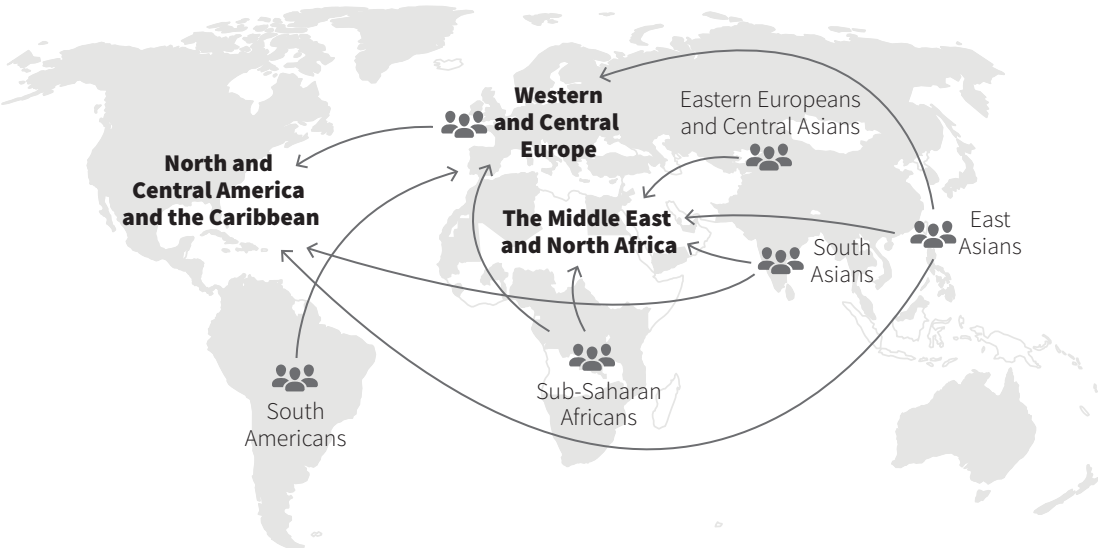 Western
and Central
Europe
Eastern Europeans
and Central Asians
North and
Central America
and the Caribbean
The Middle East
and North Africa
East
Asians
South
Asians
Sub-Saharan
Africans
South
Americans